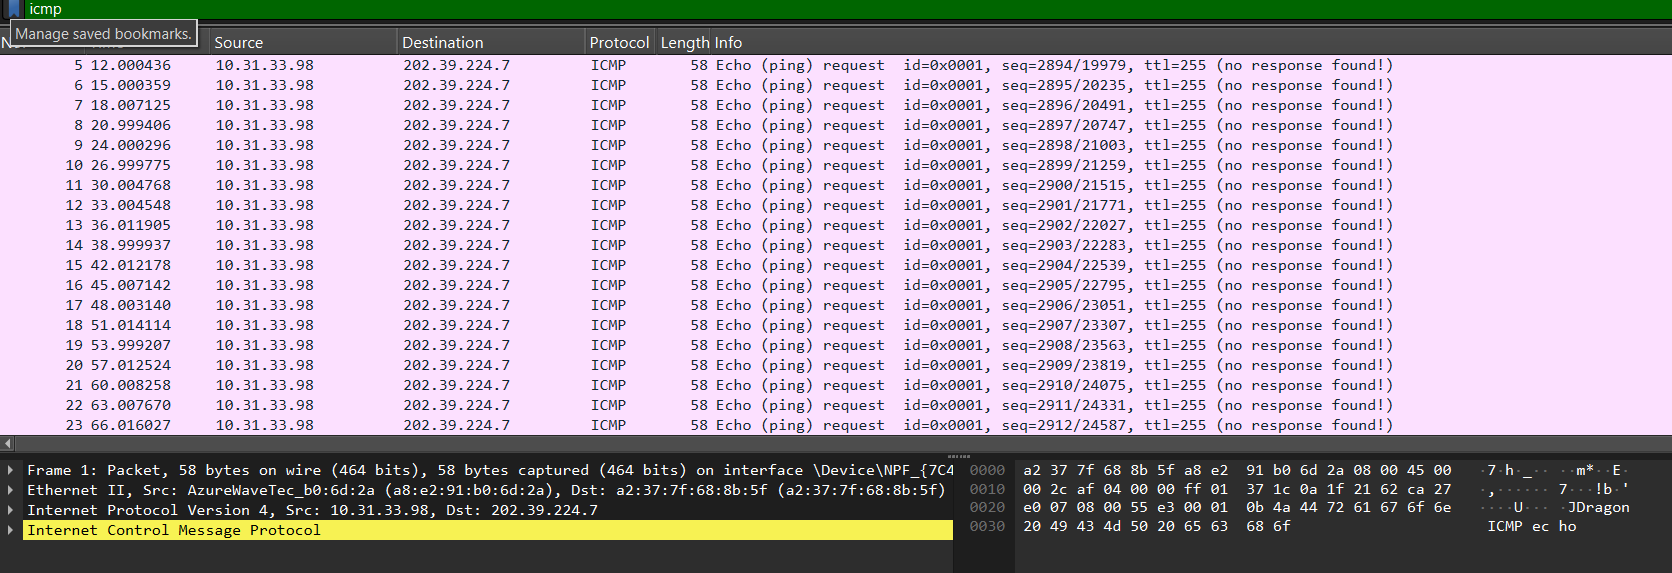 icmp
Manage saved bookmarks.
Source Destination Protocol Length Info
5 12.000436 10.31.33.98 202.39.224.7 ICMP 58 Echo (ping) request id=0x0001, seq=2894/19979, ttl=255 (no response found!)
6 15.000359 10.31.33.98 202.39.224.7 ICMP 58 Echo (ping) request id=0x0001, seq=2895/20235, ttl=255 (no response found!)
7 18.007125 10.31.33.98 202.39.224.7 ICMP 58 Echo (ping) request id=0x0001, seq=2896/20491, ttl=255 (no response found!)
8 20.999406 10.31.33.98 202.39.224.7 ICMP 58 Echo (ping) request id=0x0001, seq=2897/20747, ttl=255 (no response found!)
9 24.000296 10.31.33.98 202.39.224.7 ICMP 58 Echo (ping) request id=0x0001, seq=2898/21003, ttl=255 (no response found!)
10 26.999775 10.31.33.98 202.39.224.7 ICMP 58 Echo (ping) request id=0x0001, seq=2899/21259, ttl=255 (no response found!)
11 30.004768 10.31.33.98 202.39.224.7 ICMP 58 Echo (ping) request id=0x0001, seq=2900/21515, ttl=255 (no response found!)
12 33.004548 10.31.33.98 202.39.224.7 ICMP 58 Echo (ping) request id=0x0001, seq=2901/21771, ttl=255 (no response found!)
13 36.011905 10.31.33.98 202.39.224.7 ICMP 58 Echo (ping) request id=0x0001, seq=2902/22027, ttl=255 (no response found!)
14 38.999937 10.31.33.98 202.39.224.7 ICMP 58 Echo (ping) request id=0x0001, seq=2903/22283, ttl=255 (no response found!)
15 42.012178 10.31.33.98 202.39.224.7 ICMP 58 Echo (ping) request id=0x0001, seq=2904/22539, ttl=255 (no response found!)
16 45.007142 10.31.33.98 202.39.224.7 ICMP 58 Echo (ping) request id=0x0001, seq=2905/22795, ttl=255 (no response found!)
17 48.003140 10.31.33.98 202.39.224.7 ICMP 58 Echo (ping) request id=0x0001, seq=2906/23051, ttl=255 (no response found!)
18 51.014114 10.31.33.98 202.39.224.7 ICMP 58 Echo (ping) request id=0x0001, seq=2907/23307, ttl=255 (no response found!)
19 53.999207 10.31.33.98 202.39.224.7 ICMP 58 Echo (ping) request id=0x0001, seq=2908/23563, ttl=255 (no response found!)
20 57.012524 10.31.33.98 202.39.224.7 ICMP 58 Echo (ping) request id=0x0001, seq=2909/23819, ttl=255 (no response found!)
21 60.008258 10.31.33.98 202.39.224.7 ICMP 58 Echo (ping) request id=0x0001, seq=2910/24075, ttl=255 (no response found!)
22 63.007670 10.31.33.98 202.39.224.7 ICMP 58 Echo (ping) request id=0x0001, seq=2911/24331, ttl=255 (no response found!)
23 66.016027 10.31.33.98 202.39.224.7 ICMP 58 Echo (ping) request id=0x0001, seq=2912/24587, ttl=255 (no response found!)
Frame 1: Packet, 58 bytes on wire (464 bits), 58 bytes captured (464 bits) on interface \Device\NPF_{7C4
Ethernet II, Src: AzureWaveTec_b0:6d:2a (a8:e2:91:b0:6d:2a), Dst: a2:37:7f:68:8b:5f (a2:37:7f:68:8b:5f)
Internet Protocol Version 4, Src: 10.31.33.98, Dst: 202.39.224.7
Internet Control Message Protocol
0000 a2 37 7f 68 8b 5f a8 e2 91 b0 6d 2a 08 00 45 00 ·7·h·_·· ··m*··E·
0010 00 2c af 04 00 00 ff 01 37 1c 0a 1f 21 62 ca 27 ·,······ 7···!b·'
0020 e0 07 08 00 55 e3 00 01 0b 4a 44 72 61 67 6f 6e ····U··· ·JDragon
0030 20 49 43 4d 50 20 65 63 68 6f ICMP ec ho